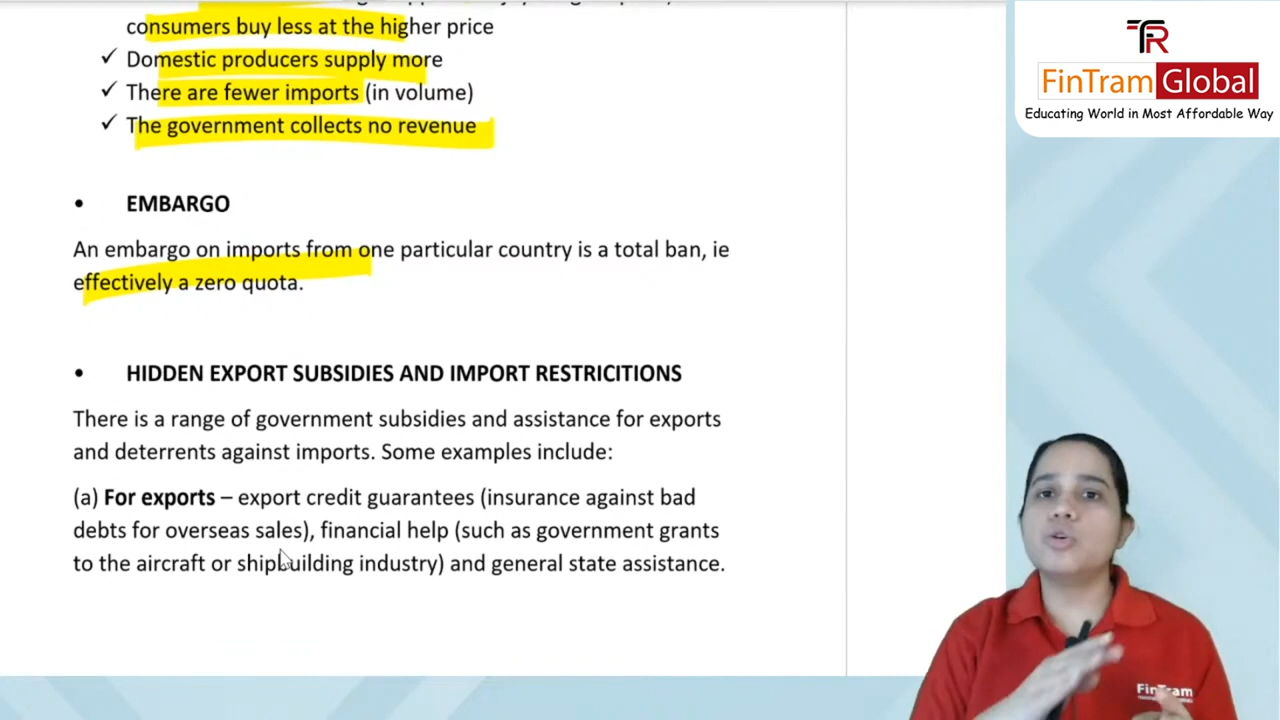 consumers buy less at the higher price
✓ Domestic producers supply more
✓ There are fewer imports (in volume)
✓ The government collects no revenue
• EMBARGO
An embargo on imports from one particular country is a total ban, ie
effectively a zero quota.
• HIDDEN EXPORT SUBSIDIES AND IMPORT RESTRICITIONS
There is a range of government subsidies and assistance for exports
and deterrents against imports. Some examples include:
(a) For exports – export credit guarantees (insurance against bad
debts for overseas sales), financial help (such as government grants
to the aircraft or shipbuilding industry) and general state assistance.
FinTram Global
Educating World in Most Affordable Way
FinTram